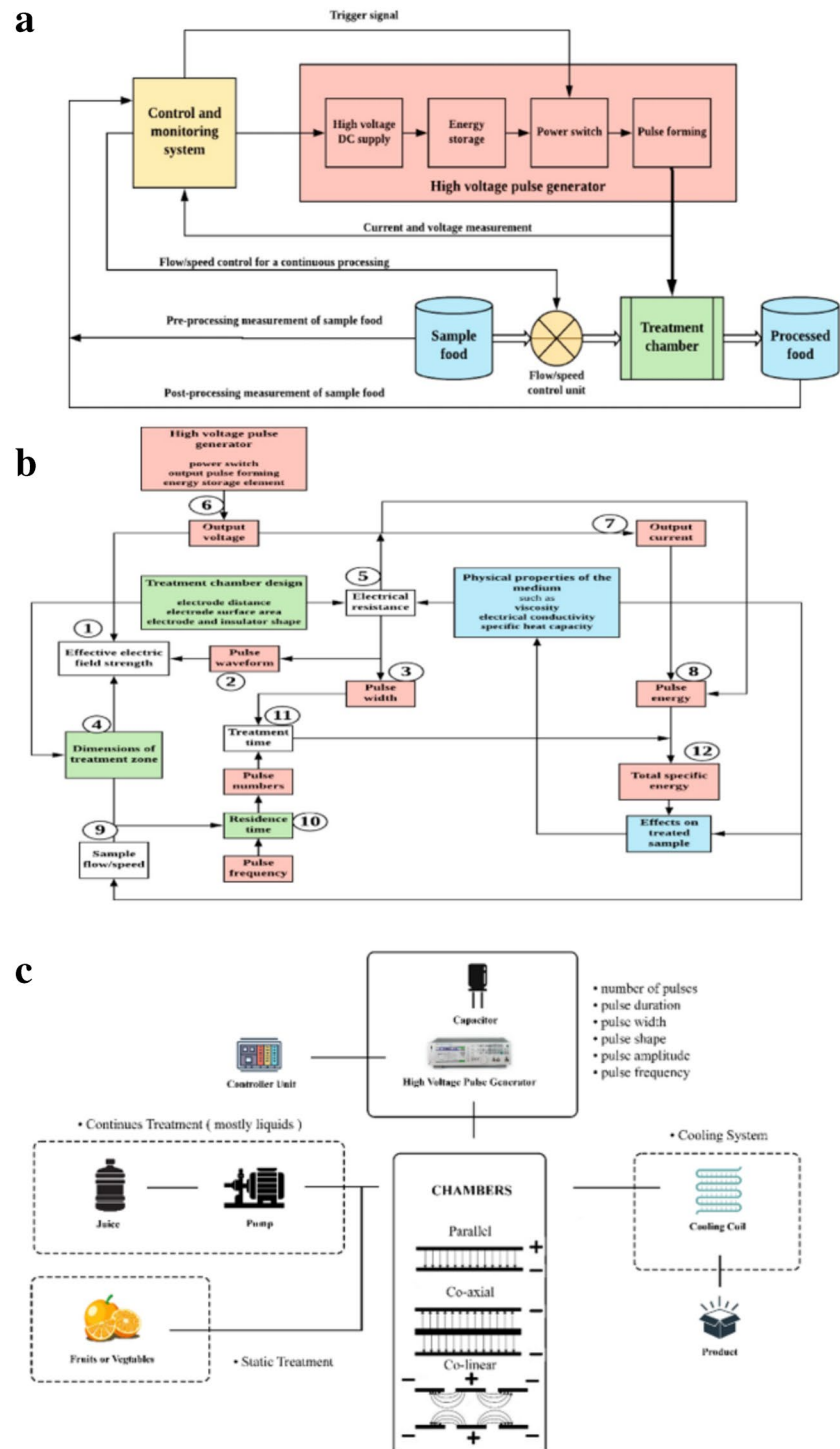 a
Trigger signal
Control and
monitoring
system
High voltage
DC supply
Energy
storage
Power switch
Pulse forming
High voltage pulse generator
Current and voltage measurement
Flow/speed control for a continuous processing
Pre-processing measurement of sample food
Sample
food
Flow/speed
control unit
Treatment
chamber
Processed
food
Post-processing measurement of sample food
b
High voltage pulse
generator
power switch
output pulse forming
energy storage element
6
Output
voltage
7
Output
current
Treatment chamber design
electrode distance
electrode surface area
electrode and insulator shape
5
Electrical
resistance
Physical properties of the
medium
such as
viscosity
electrical conductivity
specific heat capacity
1
Effective electric
field strength
Pulse
waveform
2
3
Pulse
width
8
Pulse
energy
4
Dimensions of
treatment zone
11
Treatment
time
12
Total specific
energy
Pulse
numbers
9
Sample
flow/speed
Residence
time
10
Effects on
treated
sample
Pulse
frequency
c
Capacitor
High Voltage Pulse Generator
• number of pulses
• pulse duration
• pulse width
• pulse shape
• pulse amplitude
• pulse frequency
Controller Unit
• Continues Treatment ( mostly liquids )
Juice
Pump
Fruits or Vegtables
• Static Treatment
CHAMBERS
Parallel
+
−
Co-axial
−
+
−
Co-linear
− + −
− + −
• Cooling System
Cooling Coil
Product